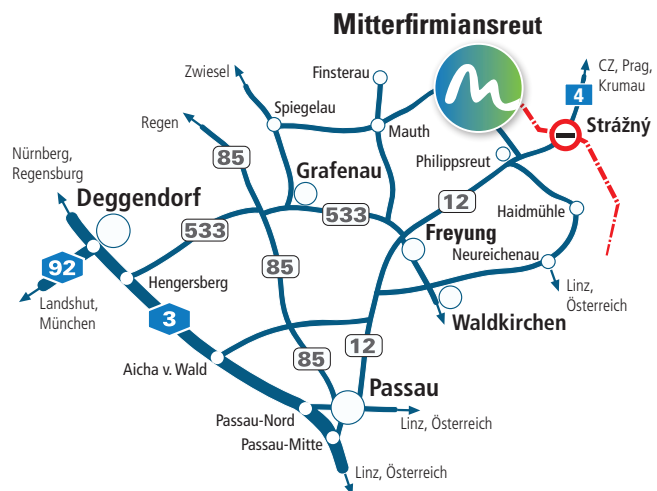 Mitterfirmiansreut
Zwiesel
Finsterau
CZ, Prag,
Krumau
4
Spiegelau
Regen
Mauth
Strážný
85
Philippsreut
Nürnberg,
Regensburg
Grafenau
Deggendorf
12
533
533
Haidmühle
Freyung
92
85
Neureichenau
Hengersberg
Linz,
Österreich
Landshut,
München
3
Waldkirchen
12
85
Aicha v. Wald
Passau
Passau-Nord
Linz, Österreich
Passau-Mitte
Linz, Österreich